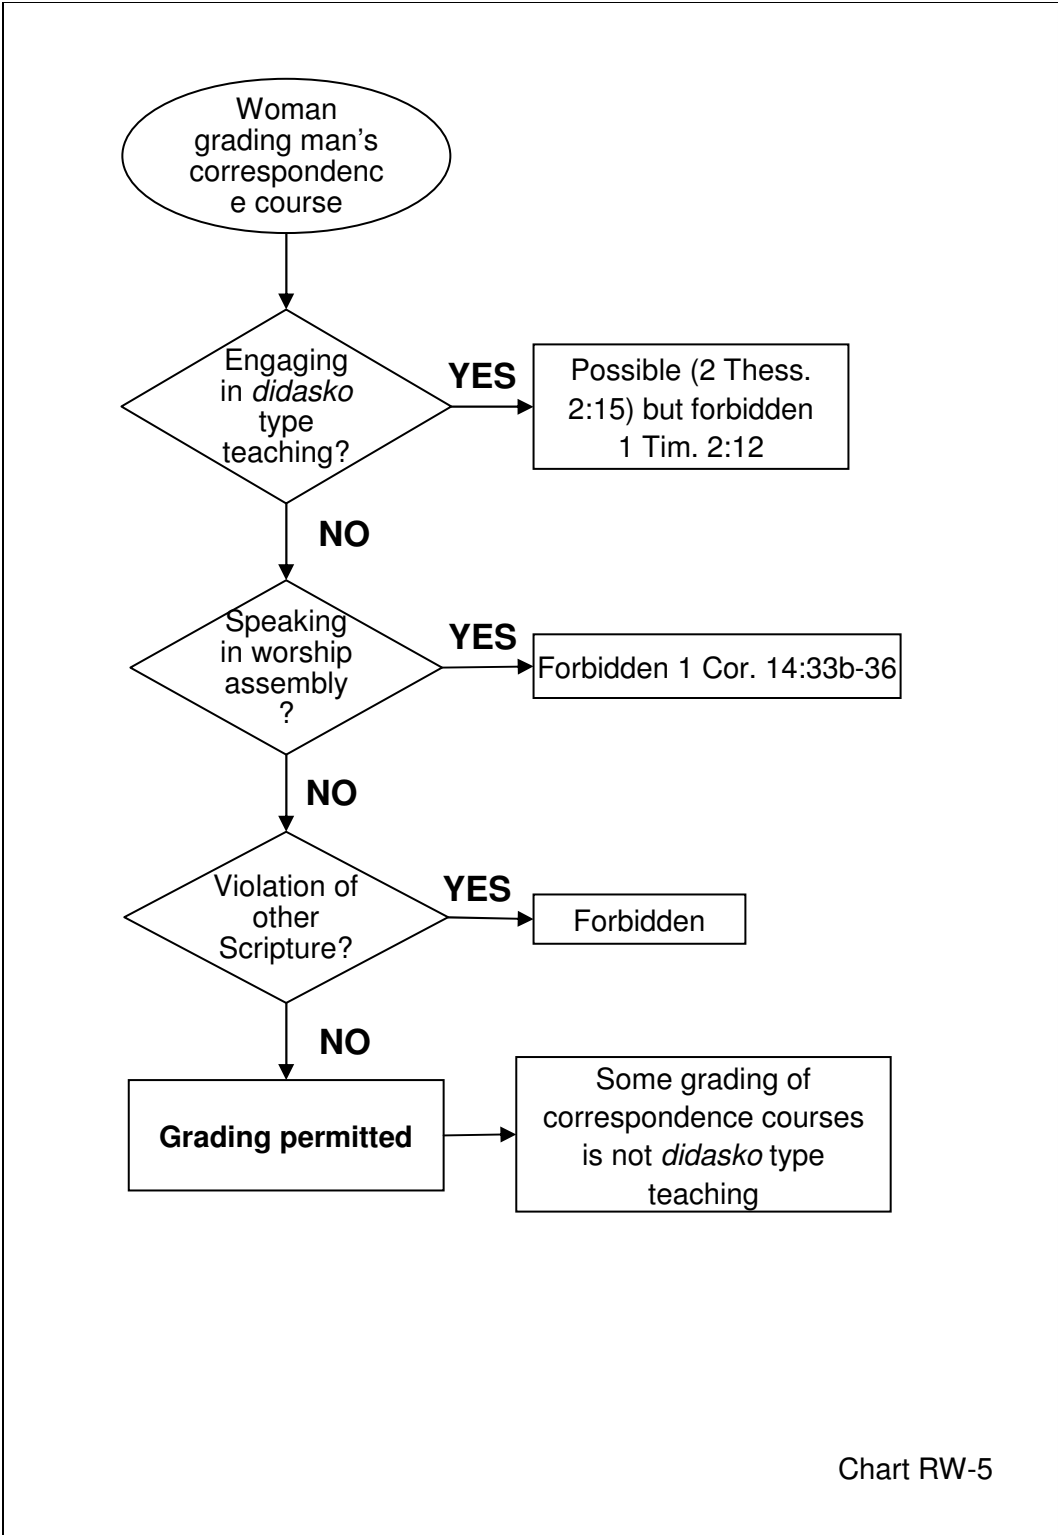 Woman
grading man's
correspondenc
e course
Engaging
in didasko
type
teaching?
YES
Possible (2 Thess.
2:15) but forbidden
1 Tim. 2:12
NO
Speaking
in worship
assembly
?
YES
Forbidden 1 Cor. 14:33b-36
NO
Violation of
other
Scripture?
YES
Forbidden
NO
Grading permitted
Some grading of
correspondence courses
is not didasko type
teaching
Chart RW-5